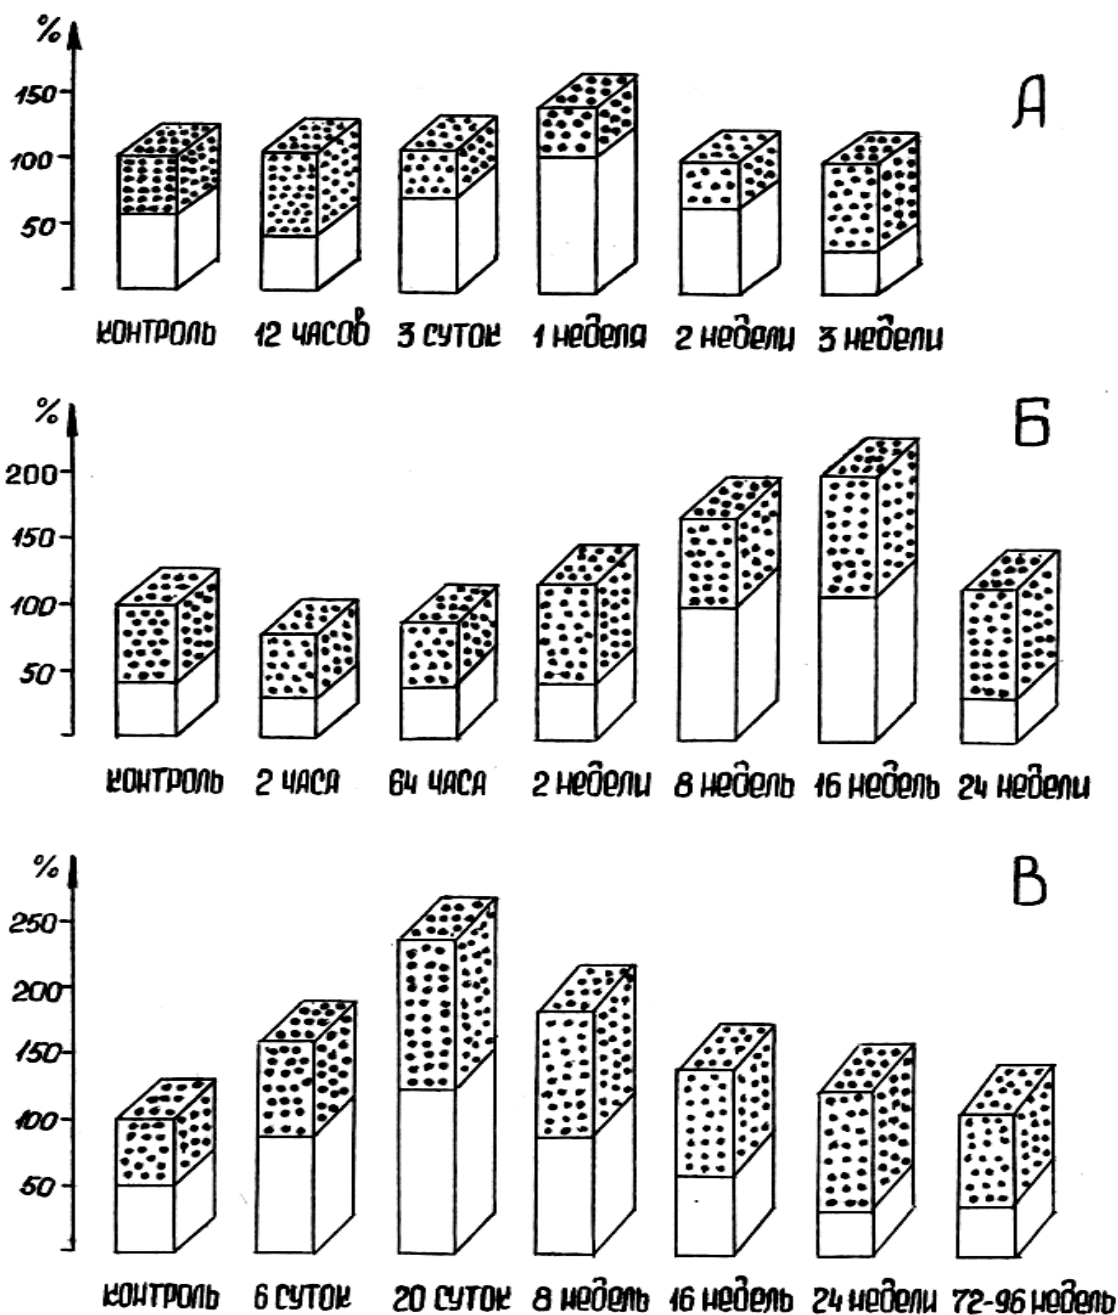 %
А
150
100
50
контроль 12 часов 3 суток 1 неделя 2 недели 3 недели
%
Б
200
150
100
50
контроль 2 часа 64 часа 2 недели 8 недель 16 недель 24 недели
%
В
250
200
150
100
50
контроль 6 суток 20 суток 8 недель 16 недель 24 недели 72-96 недель